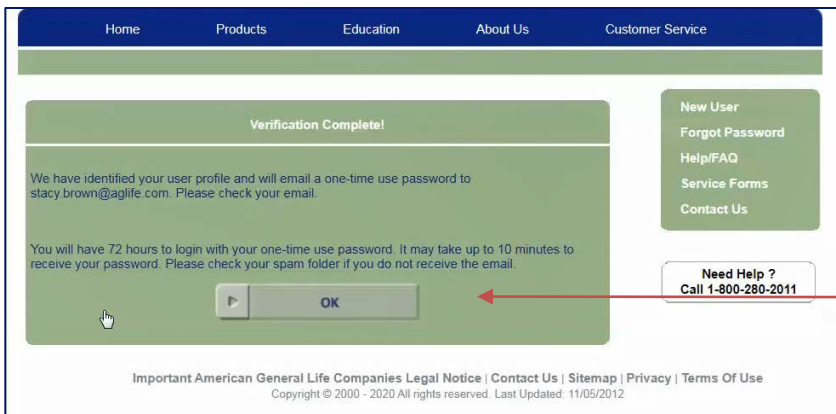 Home Products Education About Us Customer Service
Verification Complete!
We have identified your user profile and will email a one-time use password to
stacy.brown@aglife.com. Please check your email.
You will have 72 hours to login with your one-time use password. It may take up to 10 minutes to
receive your password. Please check your spam folder if you do not receive the email.
OK
New User
Forgot Password
Help/FAQ
Service Forms
Contact Us
Need Help ?
Call 1-800-280-2011
Important American General Life Companies Legal Notice | Contact Us | Sitemap | Privacy | Terms Of Use
Copyright © 2000 - 2020 All rights reserved. Last Updated: 11/05/2012